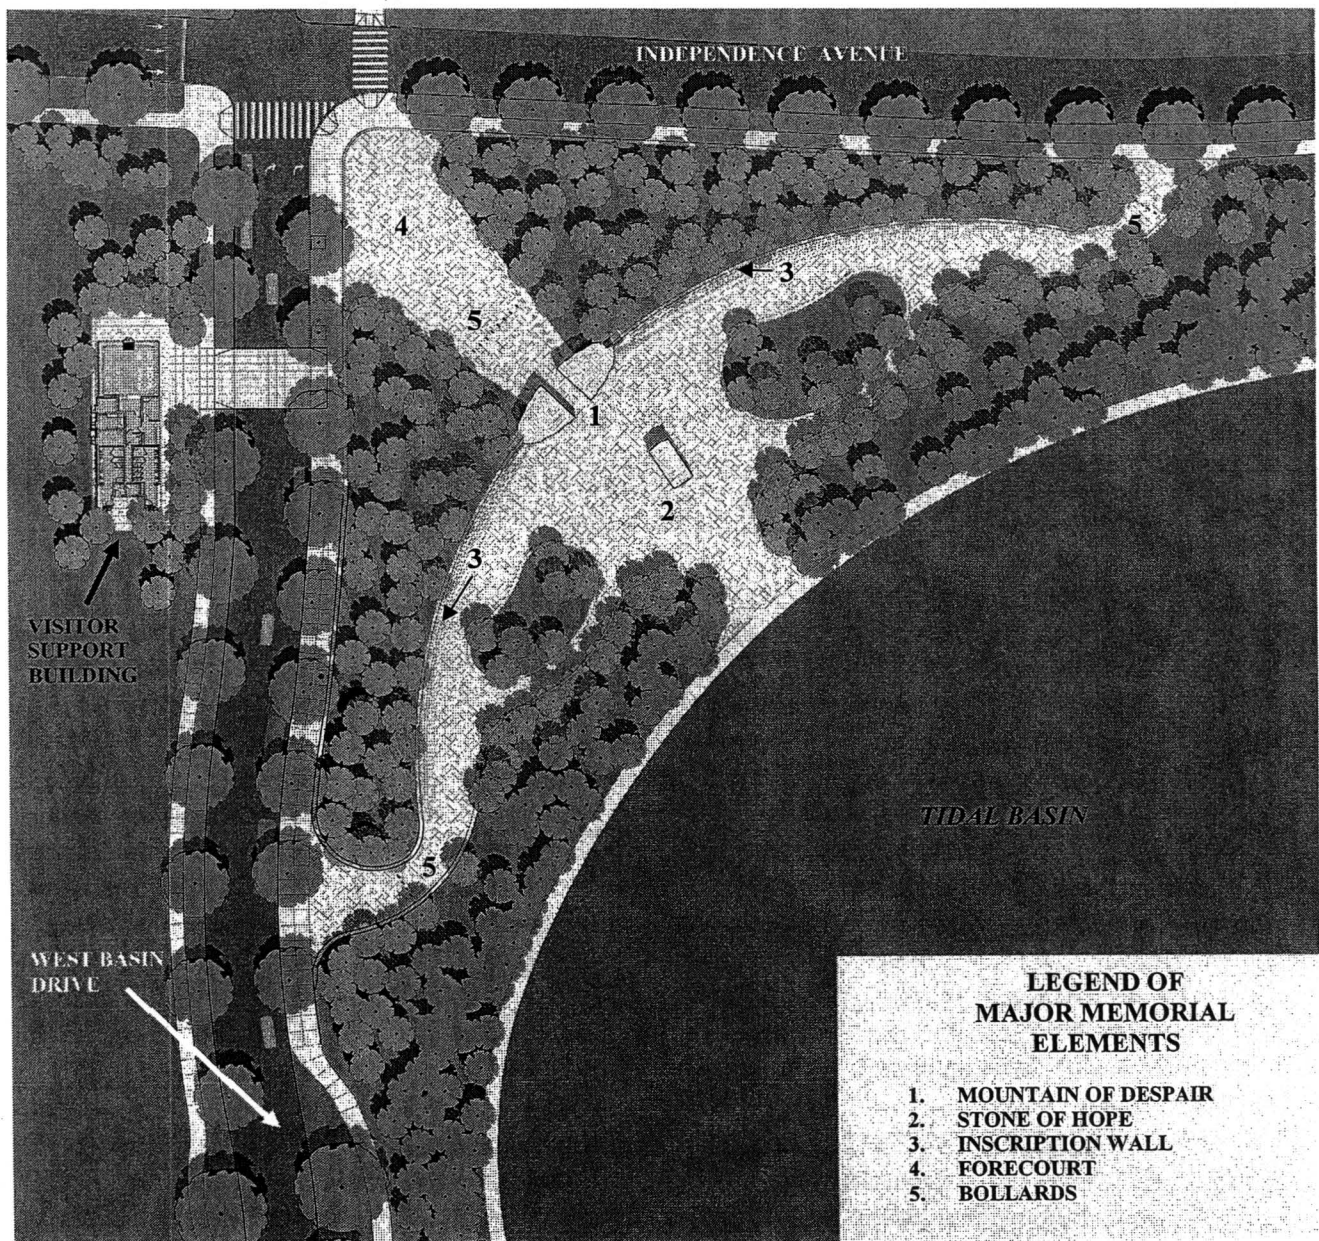 INDEPENDENCE AVENUE
4
5
3
5
1
2
3
VISITOR
SUPPORT
BUILDING
TIDAL BASIN
5
WEST BASIN
DRIVE
LEGEND OF
MAJOR MEMORIAL
ELEMENTS
1. MOUNTAIN OF DESPAIR
2. STONE OF HOPE
3. INSCRIPTION WALL
4. FORECOURT
5. BOLLARDS